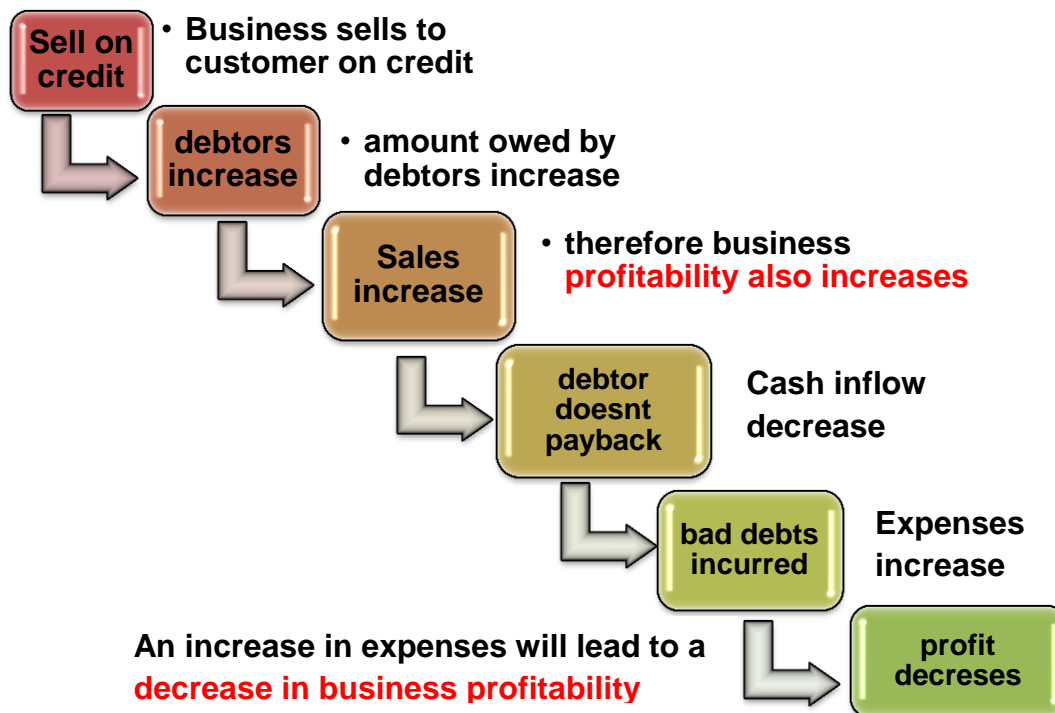 Sell on
credit
• Business sells to
customer on credit
debtors
increase
• amount owed by
debtors increase
Sales
increase
• therefore business
profitability also increases
debtor
doesnt
payback
Cash inflow
decrease
bad debts
incurred
Expenses
increase
profit
decreses
An increase in expenses will lead to a
decrease in business profitability